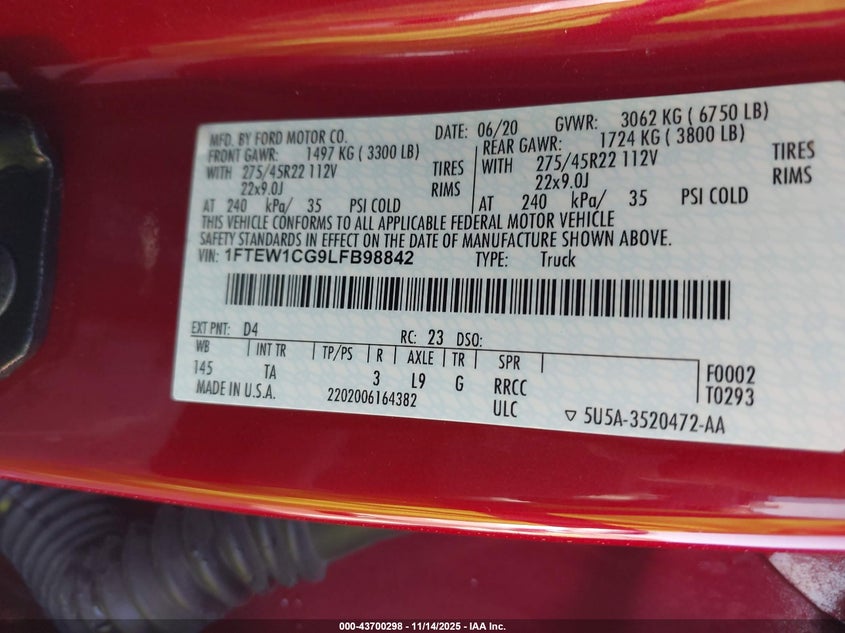 MFD. BY FORD MOTOR CO. DATE: 06/20 GVWR: 3062 KG ( 6750 LB)
FRONT GAWR: 1497 KG ( 3300 LB) REAR GAWR: 1724 KG ( 3800 LB)
WITH 275/45R22 112V TIRES WITH 275/45R22 112V TIRES
22x9.0J RIMS 22x9.0J RIMS
AT 240 kPa/ 35 PSI COLD AT 240 kPa/ 35 PSI COLD
THIS VEHICLE CONFORMS TO ALL APPLICABLE FEDERAL MOTOR VEHICLE
SAFETY STANDARDS IN EFFECT ON THE DATE OF MANUFACTURE SHOWN ABOVE.
VIN: 1FTEW1CG9LFB98842 TYPE: Truck
EXT PNT: D4 RC: 23 DSO:
WB INT TR TP/PS R AXLE TR SPR F0002
145 TA 3 L9 G RRCC T0293
MADE IN U.S.A. 2202006164382 ULC ▽ 5U5A-3520472-AA
000-43700298 - 11/14/2025 - IAA Inc.